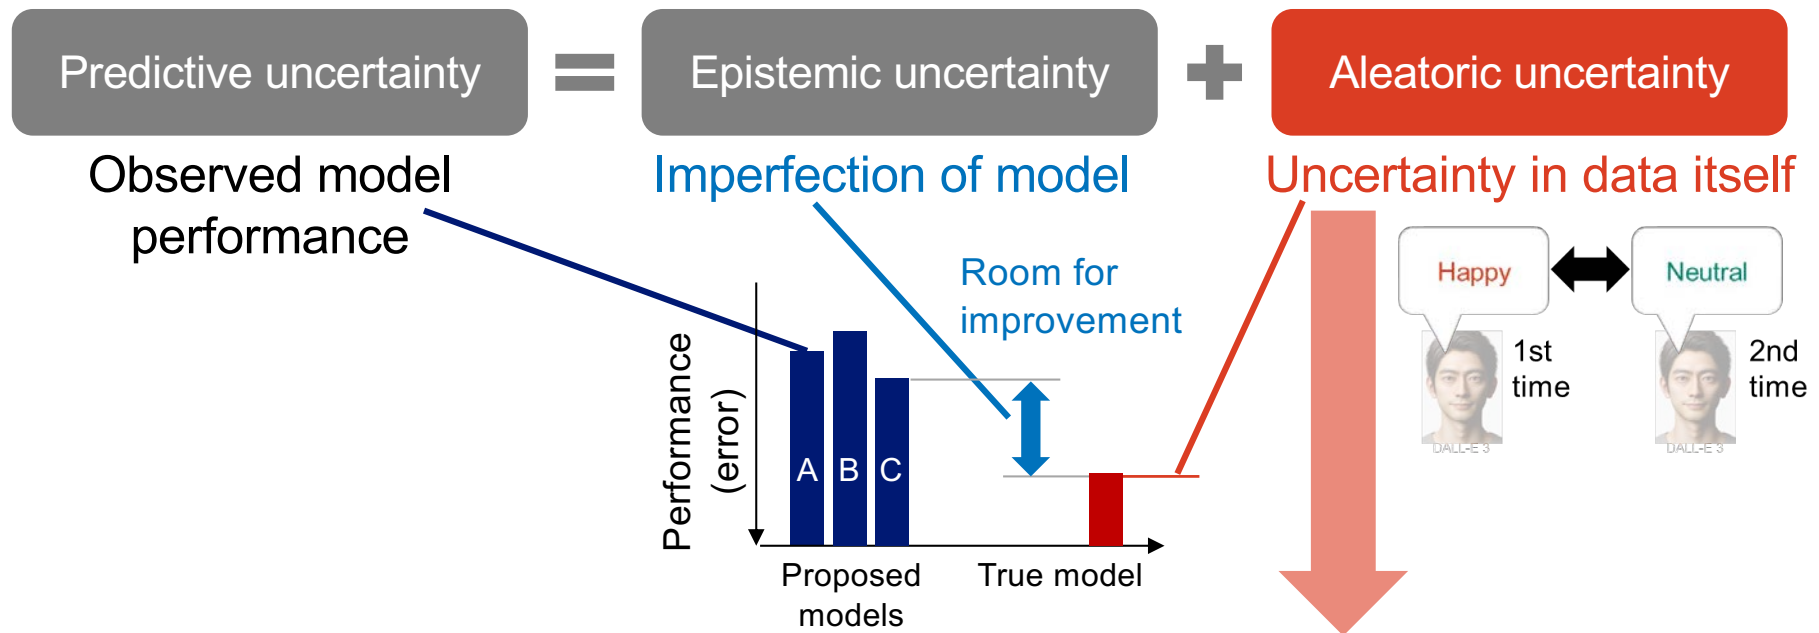 Predictive uncertainty = Epistemic uncertainty + Aleatoric uncertainty
Observed model
performance
Imperfection of model
Uncertainty in data itself
Room for
improvement
Happy
Neutral
1st
time
2nd
time
DALL-E 3
DALL-E 3
Performance
(error)
A B C
Proposed
models
True model